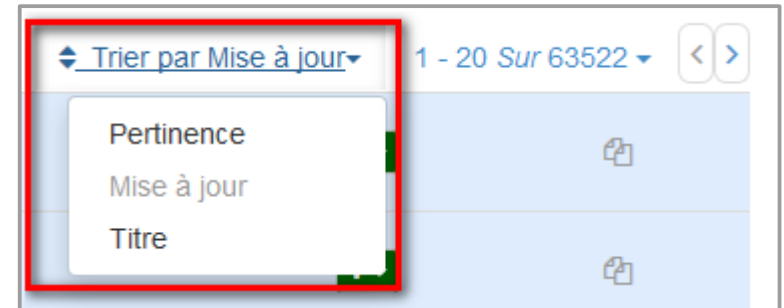 Trier par Mise à jour 1 - 20 Sur 63522
Pertinence
Mise à jour
Titre